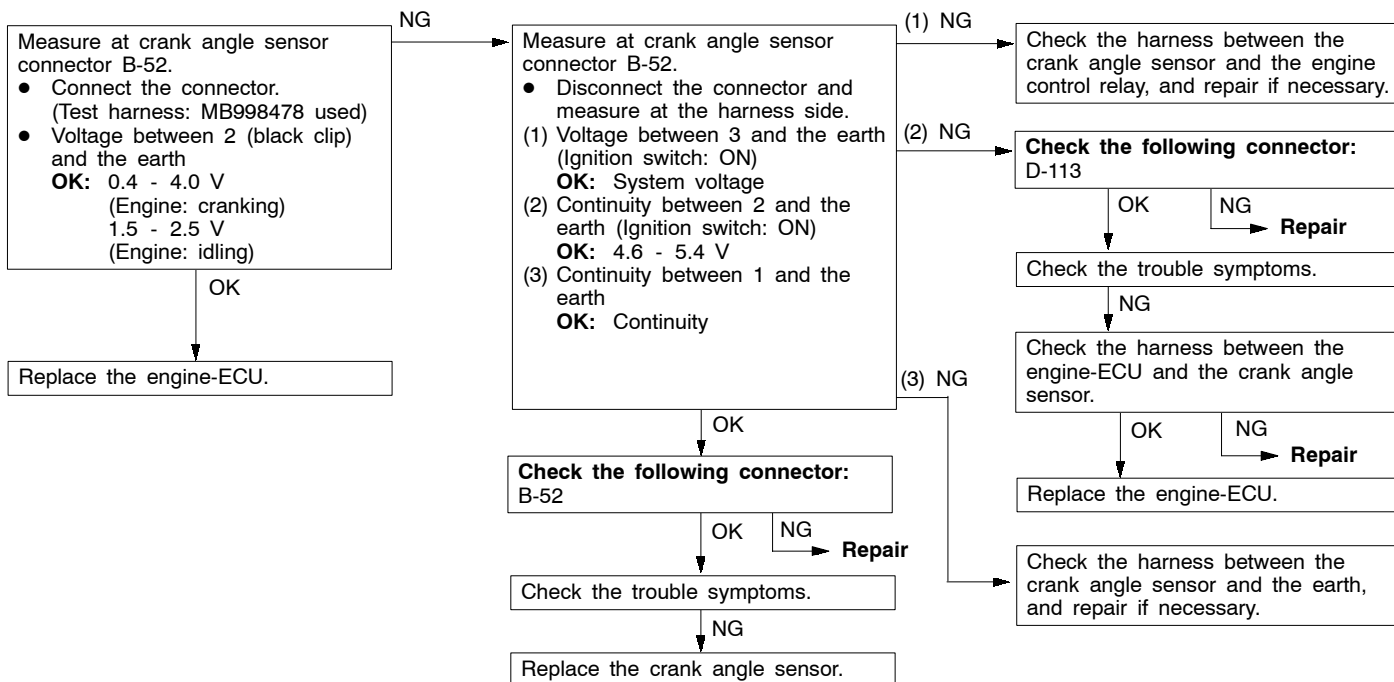 NG
Measure at crank angle sensor
connector B-52.
● Connect the connector.
(Test harness: MB998478 used)
● Voltage between 2 (black clip)
and the earth
OK: 0.4 - 4.0 V
(Engine: cranking)
1.5 - 2.5 V
(Engine: idling)
OK
Replace the engine-ECU.
Measure at crank angle sensor
connector B-52.
● Disconnect the connector and
measure at the harness side.
(1) Voltage between 3 and the earth
(Ignition switch: ON)
OK: System voltage
(2) Continuity between 2 and the
earth (Ignition switch: ON)
OK: 4.6 - 5.4 V
(3) Continuity between 1 and the
earth
OK: Continuity
OK
Check the following connector:
B-52
OK
NG
Repair
Check the trouble symptoms.
NG
Replace the crank angle sensor.
(1) NG
Check the harness between the
crank angle sensor and the engine
control relay, and repair if necessary.
(2) NG
Check the following connector:
D-113
OK
NG
Repair
Check the trouble symptoms.
NG
Check the harness between the
engine-ECU and the crank angle
sensor.
OK
NG
Repair
Replace the engine-ECU.
(3) NG
Check the harness between the
crank angle sensor and the earth,
and repair if necessary.